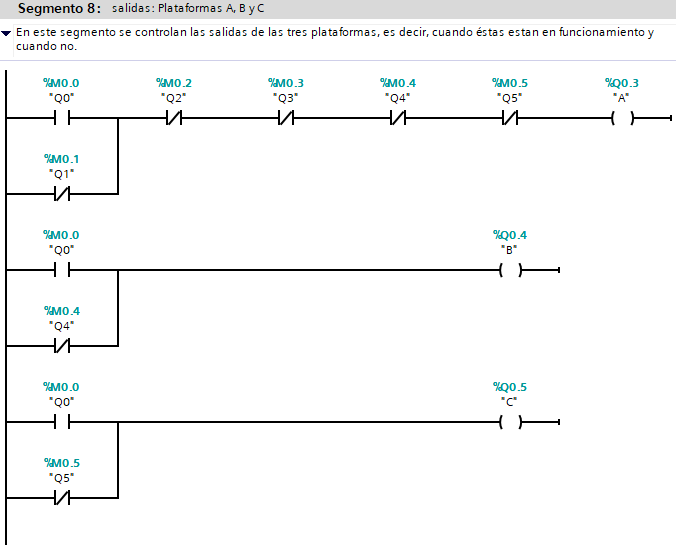 Segmento 8: salidas: Plataformas A, B y C
En este segmento se controlan las salidas de las tres plataformas, es decir, cuando éstas estan en funcionamiento y
cuando no.
%M0.0 %M0.2 %M0.3 %M0.4 %M0.5 %Q0.3
"Q0" "Q2" "Q3" "Q4" "Q5" "A"
%M0.1
"Q1"
%M0.0 %Q0.4
"Q0" "B"
%M0.4
"Q4"
%M0.0 %Q0.5
"Q0" "C"
%M0.5
"Q5"